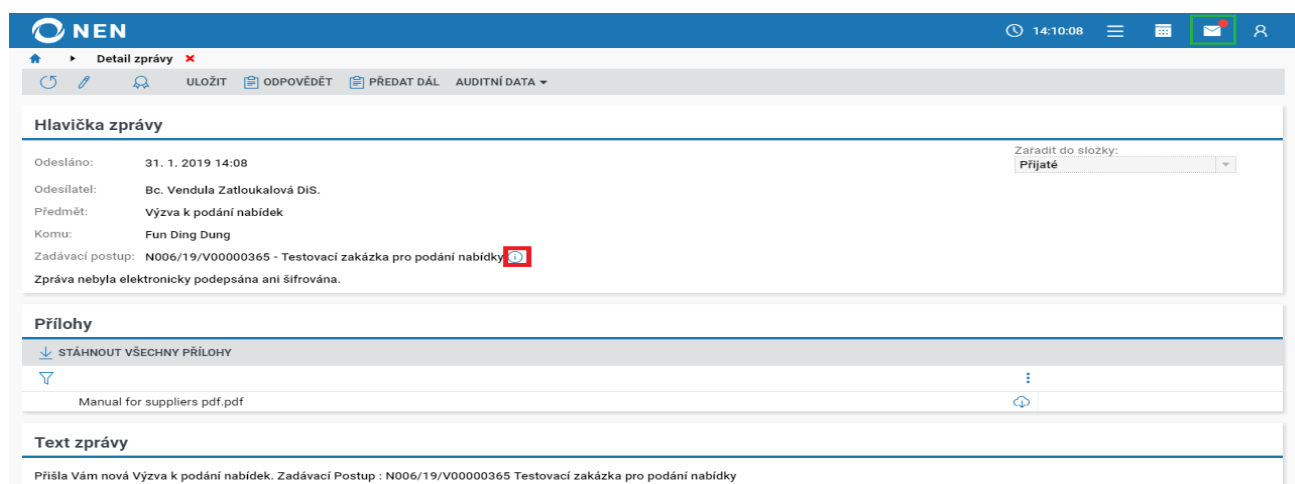 NEN 14:10:08
Detail zprávy
ULOŽIT ODPOVĚDĚT PŘEDAT DÁL AUDITNÍ DATA
Hlavička zprávy
Zařadit do složky:
Odesláno: 31. 1. 2019 14:08 Přijaté
Odesílatel: Bc. Vendula Zatloukalová DiS.
Předmět: Výzva k podání nabídek
Komu: Fun Ding Dung
Zadávací postup: N006/19/V00000365 - Testovací zakázka pro podání nabídky
Zpráva nebyla elektronicky podepsána ani šifrována.
Přílohy
STÁHNOUT VŠECHNY PŘÍLOHY
Manual for suppliers pdf.pdf
Text zprávy
Přišla Vám nová Výzva k podání nabídek. Zadávací Postup : N006/19/V00000365 Testovací zakázka pro podání nabídky